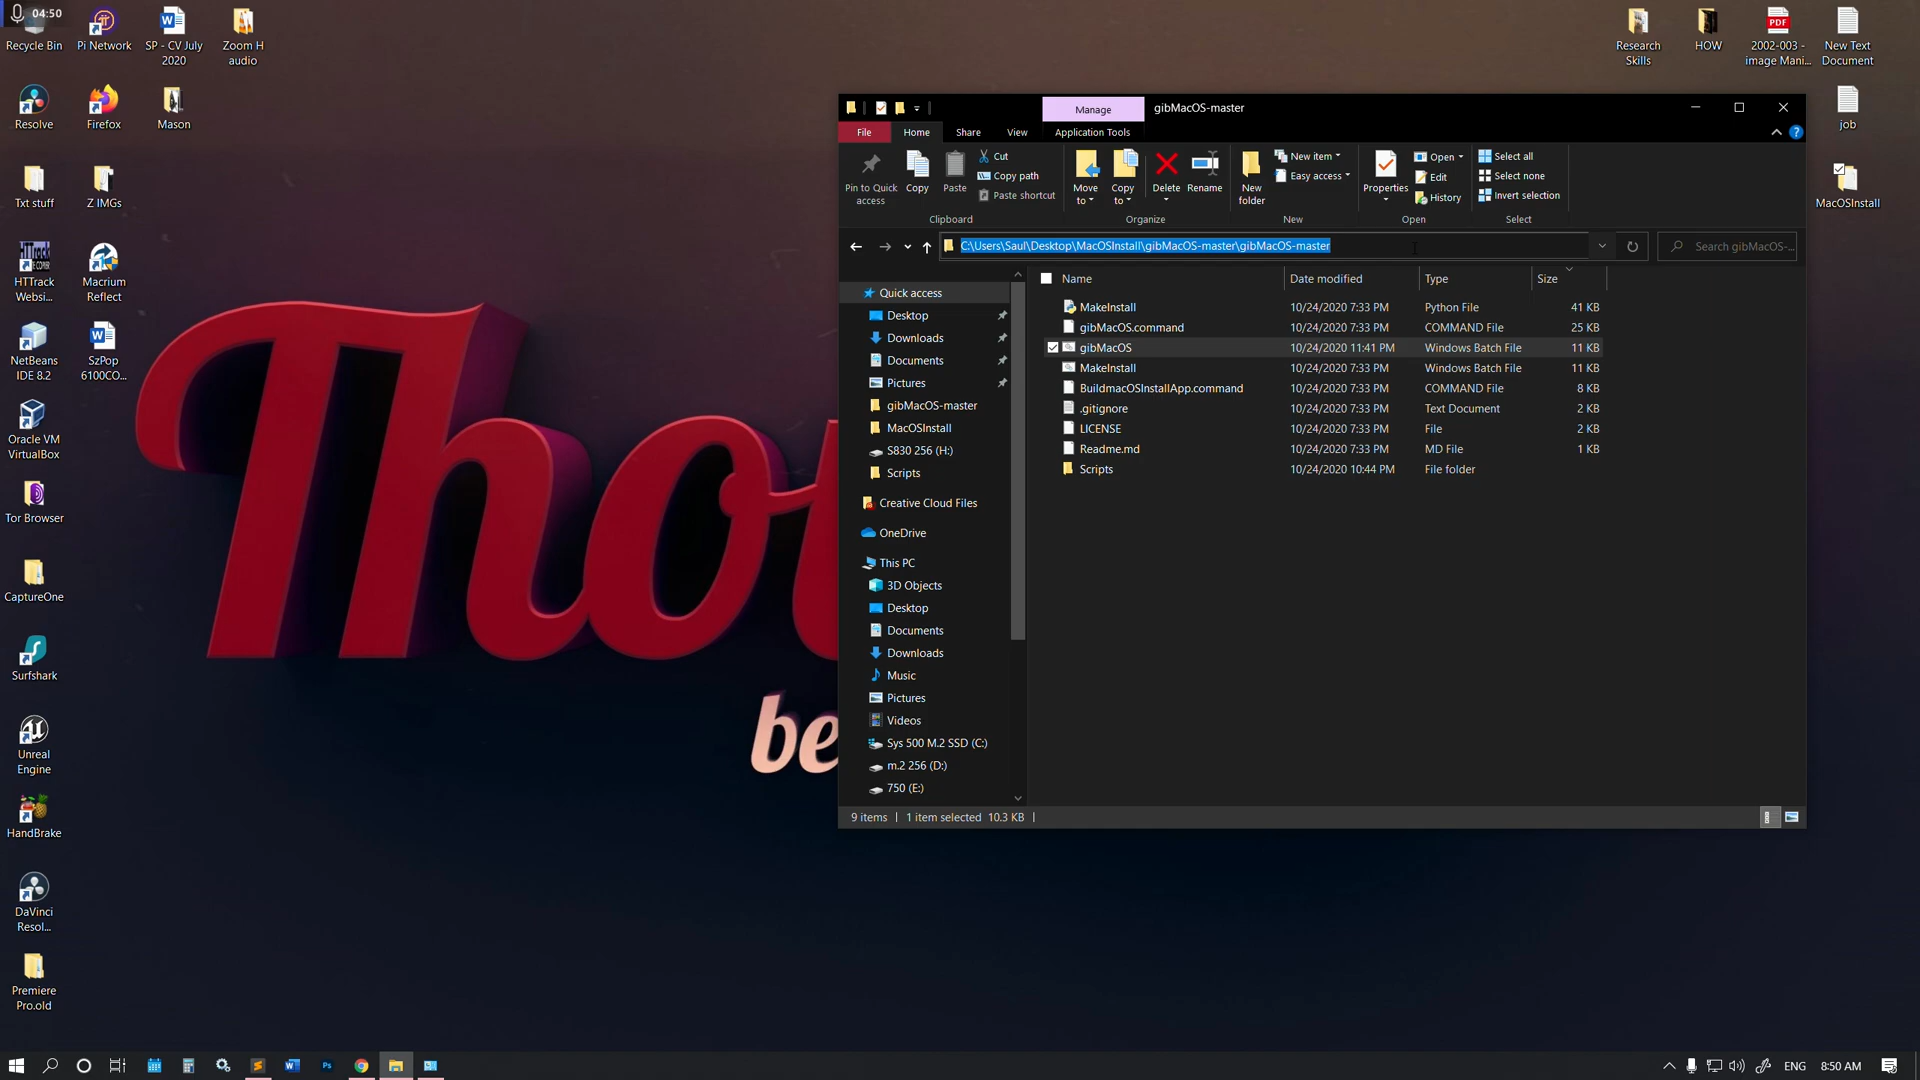 04:50
Recycle Bin
Pi Network
SP - CV July
2020
Zoom H
audio
Resolve
Firefox
Mason
Txt stuff
Z IMGs
HTTrack
Websi...
Macrium
Reflect
NetBeans
IDE 8.2
SzPop
6100CO...
Oracle VM
VirtualBox
Tor Browser
CaptureOne
Surfshark
Unreal
Engine
HandBrake
DaVinci
Resol...
Premiere
Pro.old
Research
Skills
HOW
PDF
2002-003 -
image Mani...
New Text
Document
job
MacOSInstall
Tho
be
Manage
gibMacOS-master
File
Home
Share
View
Application Tools
Pin to Quick
access
Copy
Paste
Cut
Copy path
Paste shortcut
Clipboard
Move
to
Copy
to
Delete
Rename
Organize
New
folder
New item
Easy access
New
Properties
Open
Edit
History
Open
Select all
Select none
Invert selection
Select
C:\Users\Saul\Desktop\MacOSInstall\gibMacOS-master\gibMacOS-master
Search gibMacOS-...
Quick access
Desktop
Downloads
Documents
Pictures
gibMacOS-master
MacOSInstall
S830 256 (H:)
Scripts
Creative Cloud Files
OneDrive
This PC
3D Objects
Desktop
Documents
Downloads
Music
Pictures
Videos
Sys 500 M.2 SSD (C:)
m.2 256 (D:)
750 (E:)
Name Date modified Type Size
MakeInstall 10/24/2020 7:33 PM Python File 41 KB
gibMacOS.command 10/24/2020 7:33 PM COMMAND File 25 KB
gibMacOS 10/24/2020 11:41 PM Windows Batch File 11 KB
MakeInstall 10/24/2020 7:33 PM Windows Batch File 11 KB
BuildmacOSInstallApp.command 10/24/2020 7:33 PM COMMAND File 8 KB
.gitignore 10/24/2020 7:33 PM Text Document 2 KB
LICENSE 10/24/2020 7:33 PM File 2 KB
Readme.md 10/24/2020 7:33 PM MD File 1 KB
Scripts 10/24/2020 10:44 PM File folder
9 items 1 item selected 10.3 KB
ENG
8:50 AM